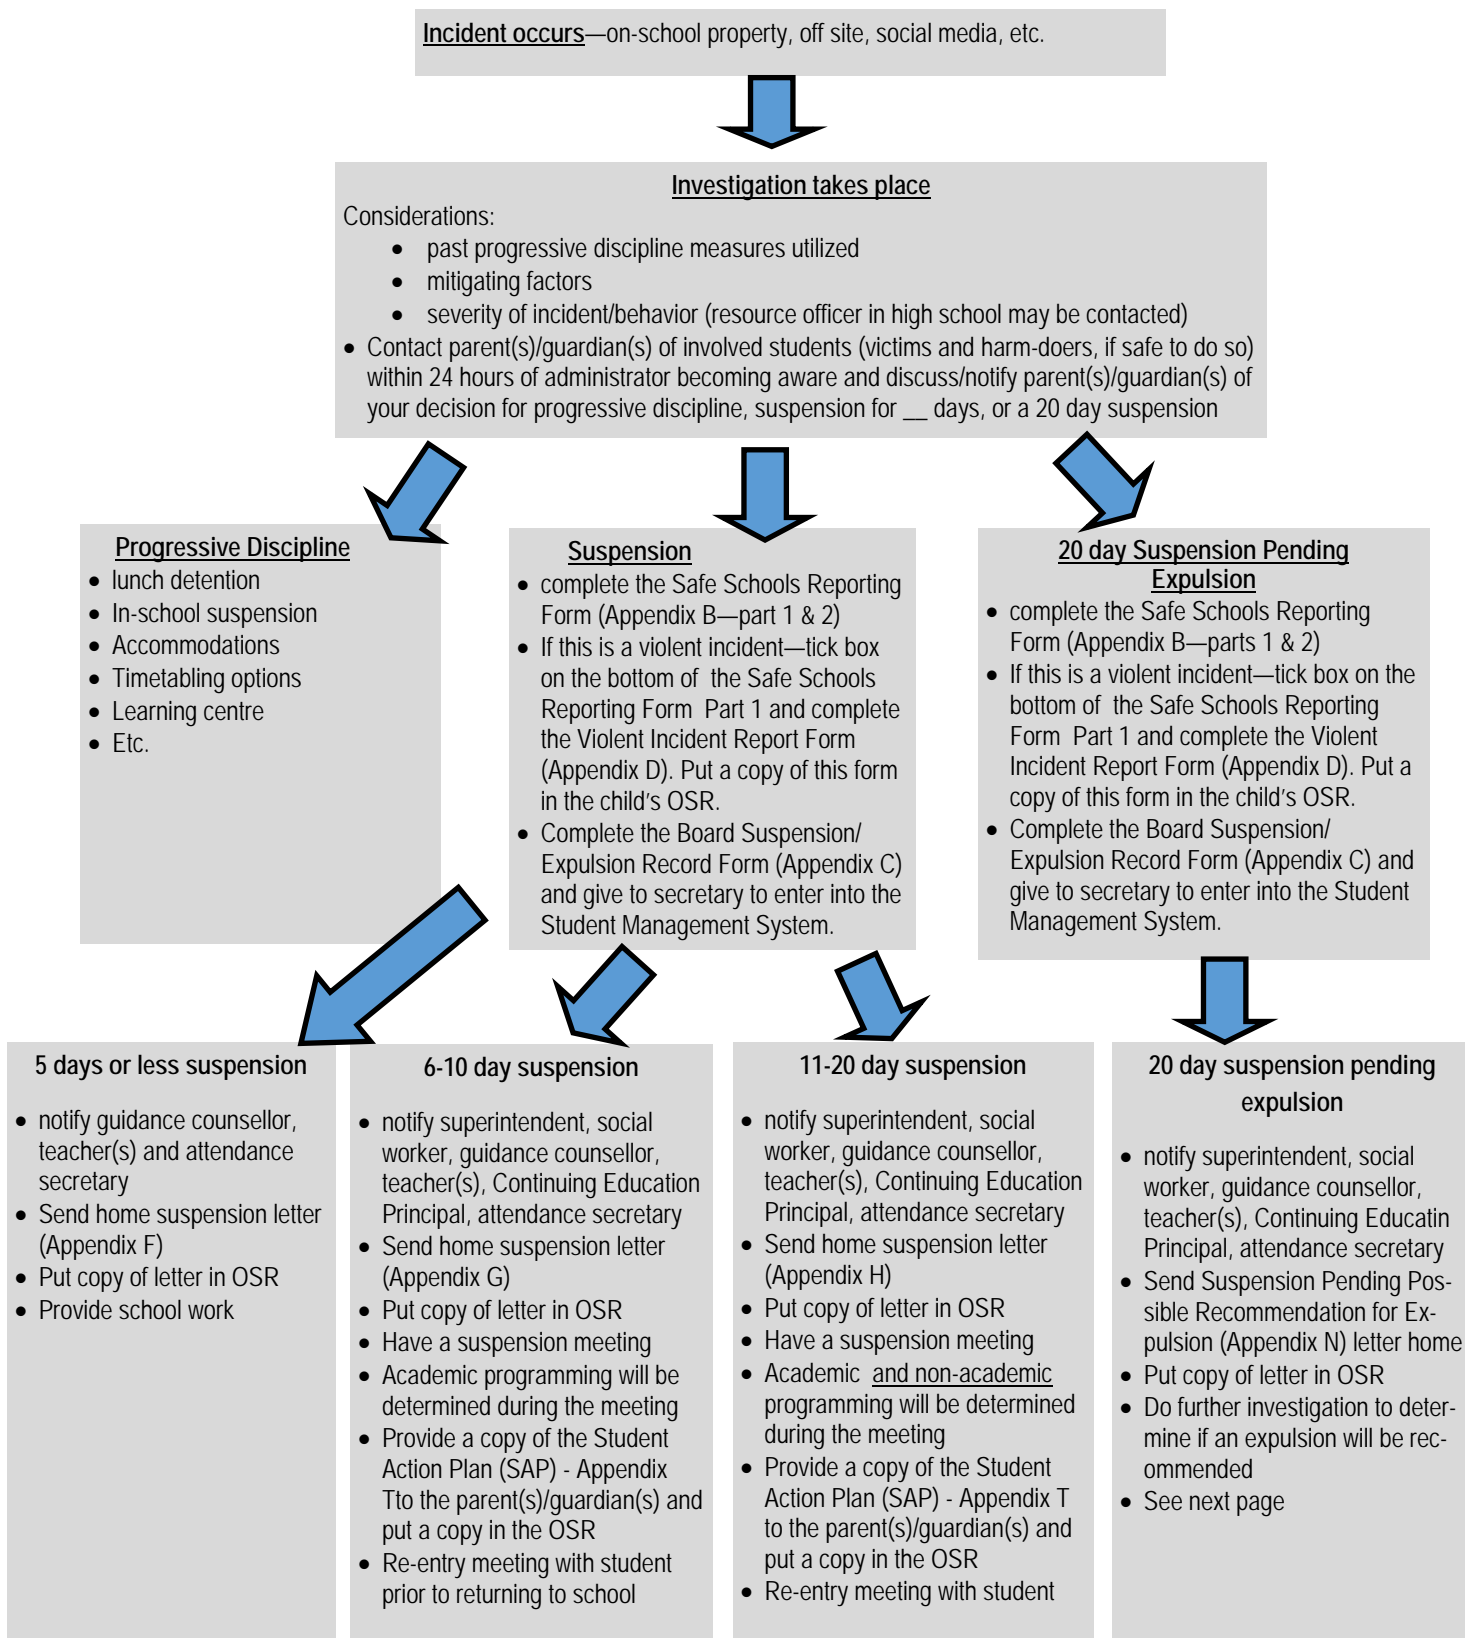 Incident occurs—on-school property, off site, social media, etc.
Investigation takes place
Considerations:
• past progressive discipline measures utilized
• mitigating factors
• severity of incident/behavior (resource officer in high school may be contacted)
• Contact parent(s)/guardian(s) of involved students (victims and harm-doers, if safe to do so)
within 24 hours of administrator becoming aware and discuss/notify parent(s)/guardian(s) of
your decision for progressive discipline, suspension for __ days, or a 20 day suspension
Progressive Discipline
• lunch detention
• In-school suspension
• Accommodations
• Timetabling options
• Learning centre
• Etc.
Suspension
• complete the Safe Schools Reporting
Form (Appendix B—part 1 & 2)
• If this is a violent incident—tick box
on the bottom of the Safe Schools
Reporting Form Part 1 and complete
the Violent Incident Report Form
(Appendix D). Put a copy of this form
in the child's OSR.
• Complete the Board Suspension/
Expulsion Record Form (Appendix C)
and give to secretary to enter into the
Student Management System.
20 day Suspension Pending
Expulsion
• complete the Safe Schools Reporting
Form (Appendix B—parts 1 & 2)
• If this is a violent incident—tick box on the
bottom of the Safe Schools Reporting
Form Part 1 and complete the Violent
Incident Report Form (Appendix D). Put a
copy of this form in the child's OSR.
• Complete the Board Suspension/
Expulsion Record Form (Appendix C) and
give to secretary to enter into the Student
Management System.
5 days or less suspension
• notify guidance counsellor,
teacher(s) and attendance
secretary
• Send home suspension letter
(Appendix F)
• Put copy of letter in OSR
• Provide school work
6-10 day suspension
• notify superintendent, social
worker, guidance counsellor,
teacher(s), Continuing Education
Principal, attendance secretary
• Send home suspension letter
(Appendix G)
• Put copy of letter in OSR
• Have a suspension meeting
• Academic programming will be
determined during the meeting
• Provide a copy of the Student
Action Plan (SAP) - Appendix
Tto the parent(s)/guardian(s) and
put a copy in the OSR
• Re-entry meeting with student
prior to returning to school
11-20 day suspension
• notify superintendent, social
worker, guidance counsellor,
teacher(s), Continuing Education
Principal, attendance secretary
• Send home suspension letter
(Appendix H)
• Put copy of letter in OSR
• Have a suspension meeting
• Academic and non-academic
programming will be determined
during the meeting
• Provide a copy of the Student
Action Plan (SAP) - Appendix T
to the parent(s)/guardian(s) and
put a copy in the OSR
• Re-entry meeting with student
20 day suspension pending
expulsion
• notify superintendent, social
worker, guidance counsellor,
teacher(s), Continuing Educatin
Principal, attendance secretary
• Send Suspension Pending Pos-
sible Recommendation for Ex-
pulsion (Appendix N) letter home
• Put copy of letter in OSR
• Do further investigation to deter-
mine if an expulsion will be rec-
ommended
• See next page